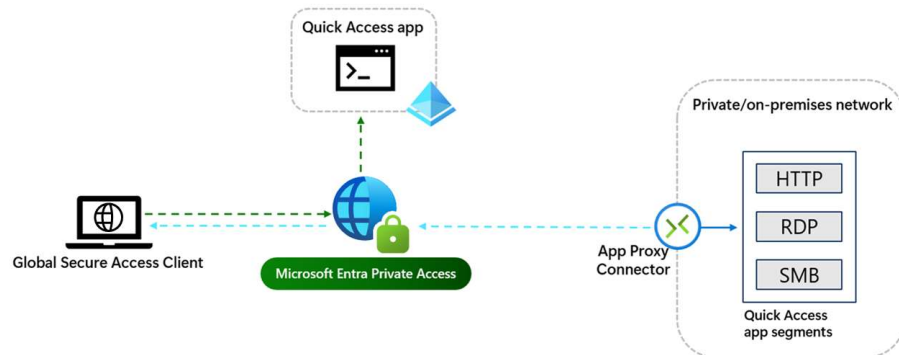 Quick Access app
>_
Private/on-premises network
HTTP
RDP
SMB
Global Secure Access Client
Microsoft Entra Private Access
App Proxy
Connector
Quick Access
app segments